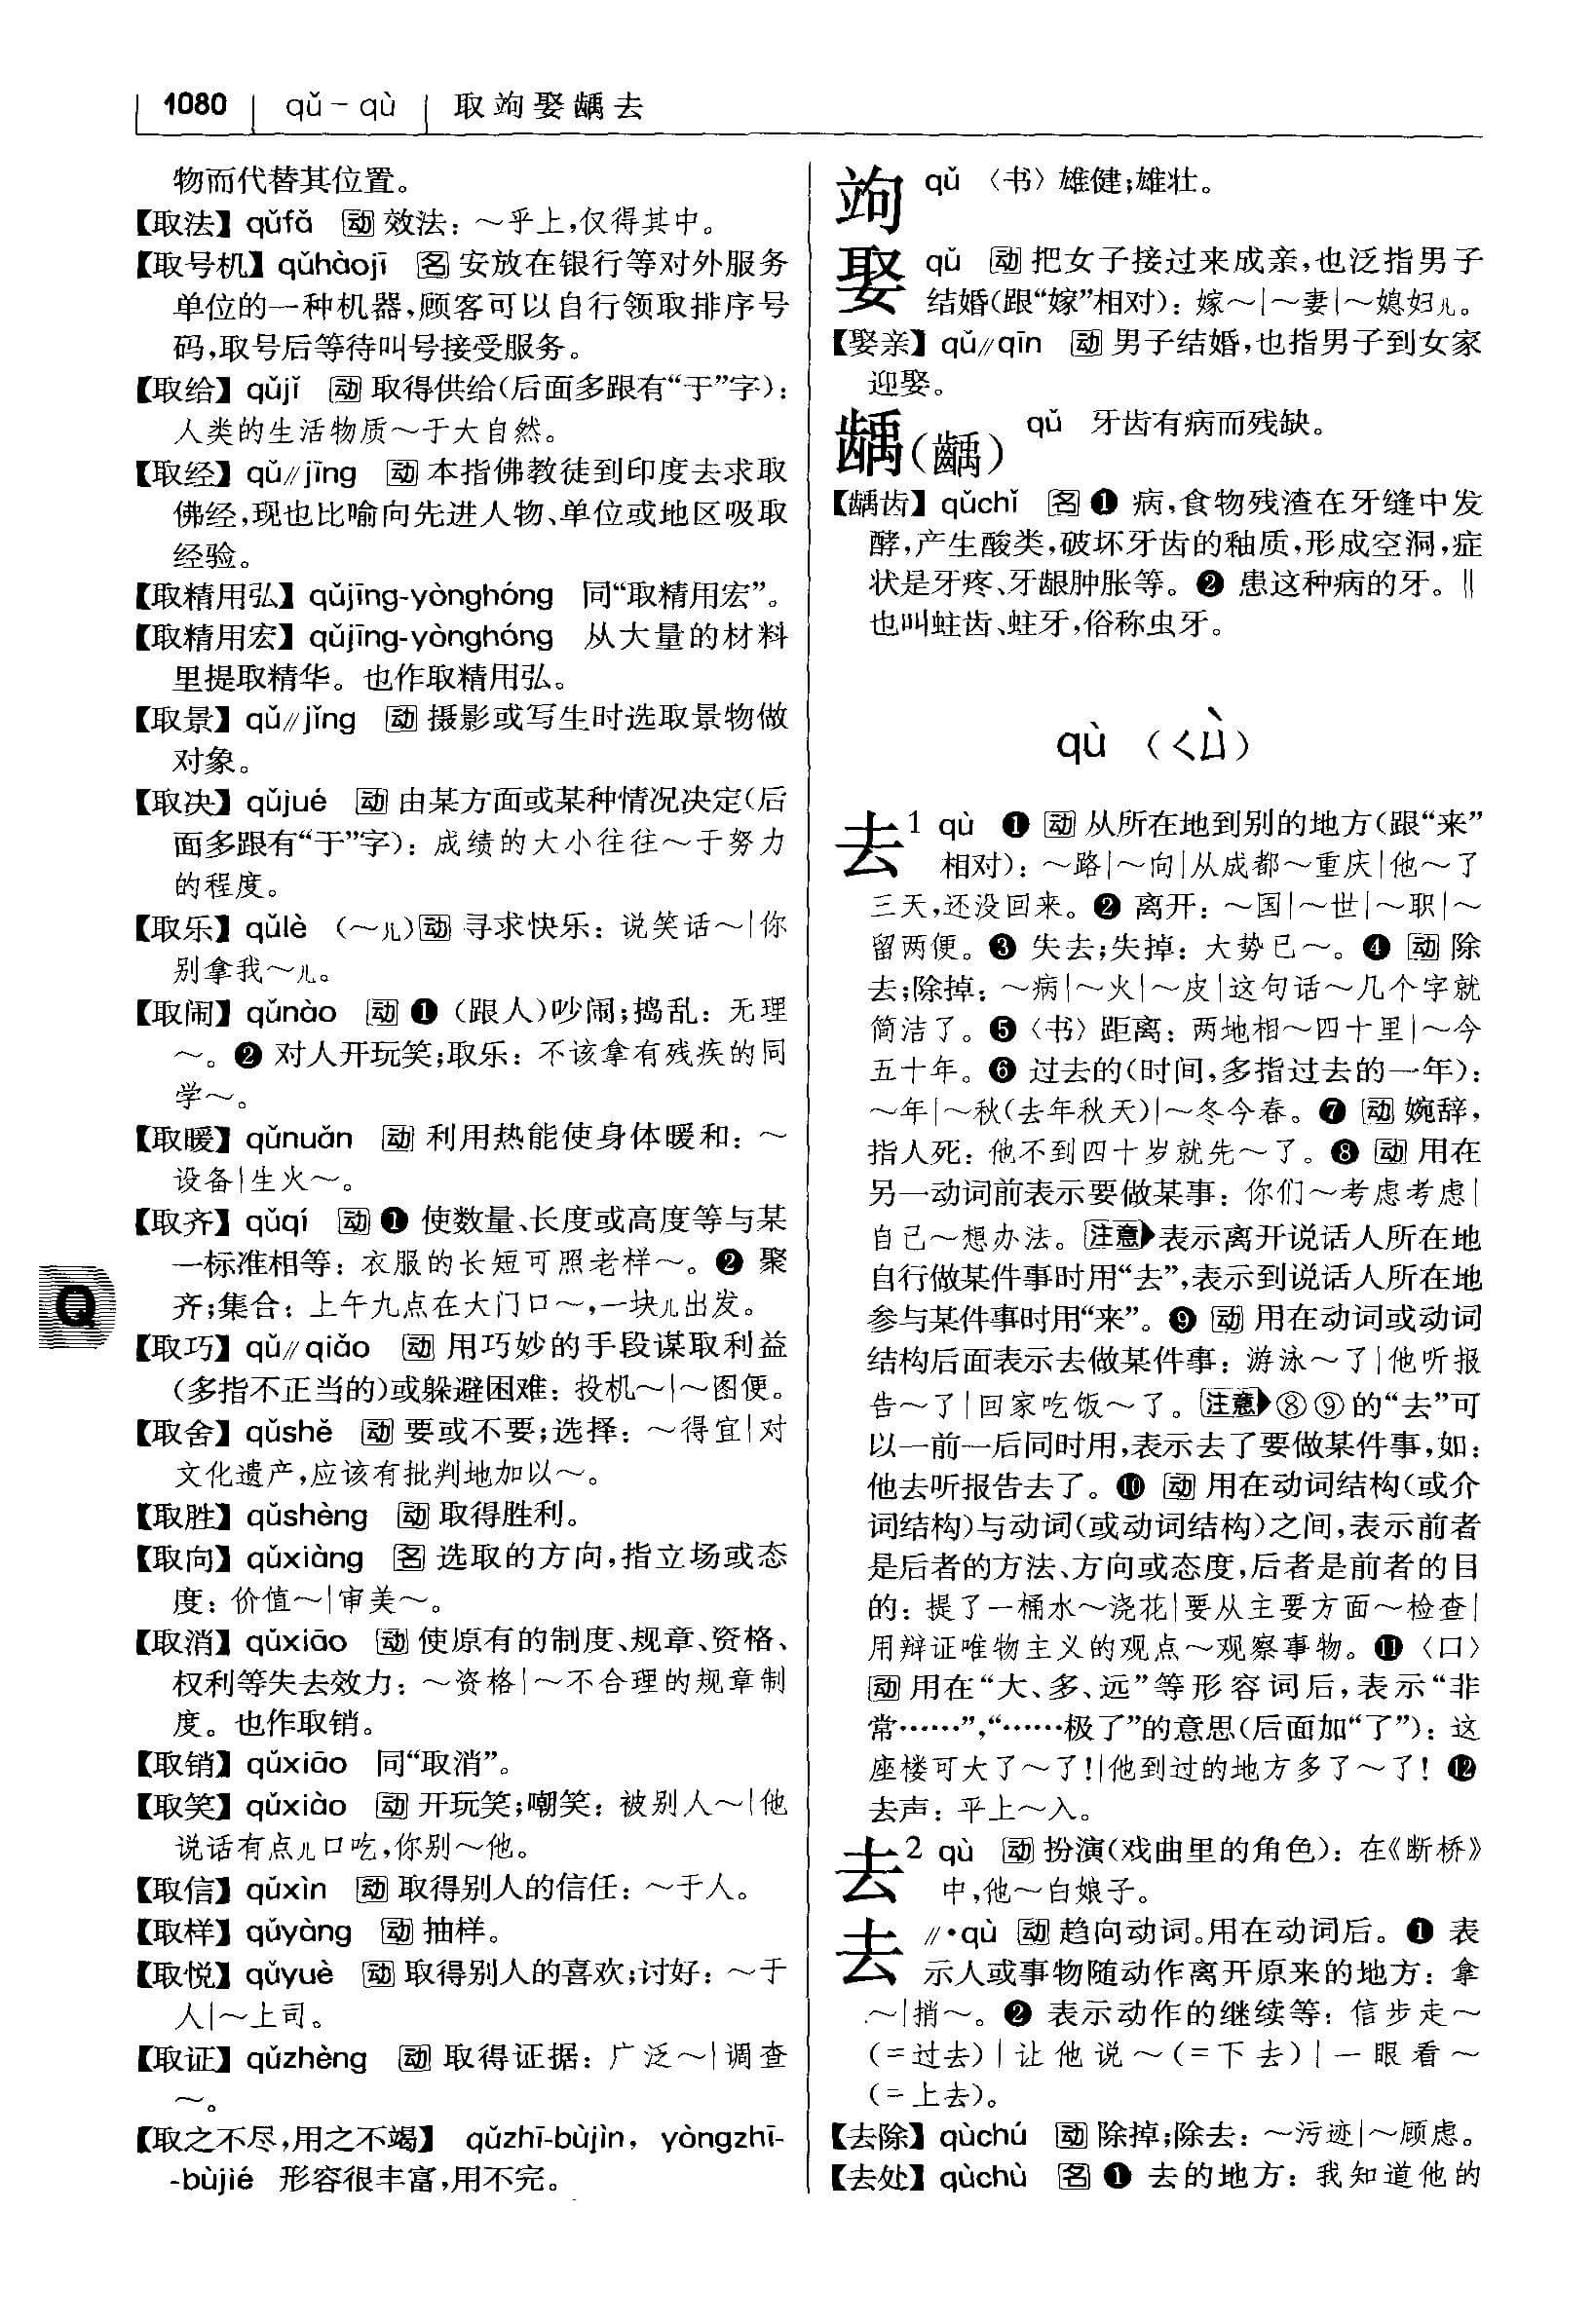 1080 qǔ－qù 取竘娶龋去
物而代替其位置。
【取法】qǔfǎ 动 效法：～乎上，仅得其中。
【取号机】qǔhàojī 名 安放在银行等对外服务
单位的一种机器，顾客可以自行领取排序号
码，取号后等待叫号接受服务。
【取给】qǔjǐ 动 取得供给（后面多跟有“于”字）：
人类的生活物质～于大自然。
【取经】qǔ∥jīng 动 本指佛教徒到印度去求取
佛经，现也比喻向先进人物、单位或地区吸取
经验。
【取精用弘】qǔjīng-yònghóng 同“取精用宏”。
【取精用宏】qǔjīng-yònghóng 从大量的材料
里提取精华。也作取精用弘。
【取景】qǔ∥jǐng 动 摄影或写生时选取景物做
对象。
【取决】qǔjué 动 由某方面或某种情况决定（后
面多跟有“于”字）：成绩的大小往往～于努力
的程度。
【取乐】qǔlè （～儿）动 寻求快乐：说笑话～|你
别拿我～儿。
【取闹】qǔnào 动 ❶（跟人）吵闹；捣乱：无理
～。❷ 对人开玩笑；取乐：不该拿有残疾的同
学～。
【取暖】qǔnuǎn 动 利用热能使身体暖和：～
设备|生火～。
【取齐】qǔqí 动 ❶ 使数量、长度或高度等与某
一标准相等：衣服的长短可照老样～。❷ 聚
齐；集合：上午九点在大门口～，一块儿出发。
【取巧】qǔ∥qiǎo 动 用巧妙的手段谋取利益
（多指不正当的）或躲避困难：投机～|～图便。
【取舍】qǔshě 动 要或不要；选择：～得宜|对
文化遗产，应该有批判地加以～。
【取胜】qǔshèng 动 取得胜利。
【取向】qǔxiàng 名 选取的方向，指立场或态
度：价值～|审美～。
【取消】qǔxiāo 动 使原有的制度、规章、资格、
权利等失去效力：～资格|～不合理的规章制
度。也作取销。
【取销】qǔxiāo 同“取消”。
【取笑】qǔxiào 动 开玩笑；嘲笑：被别人～|他
说话有点儿口吃，你别～他。
【取信】qǔxìn 动 取得别人的信任：～于人。
【取样】qǔyàng 动 抽样。
【取悦】qǔyuè 动 取得别人的喜欢；讨好：～于
人|～上司。
【取证】qǔzhèng 动 取得证据：广泛～|调查
～。
【取之不尽，用之不竭】 qǔzhī-bùjìn，yòngzhī-
-bùjié 形容很丰富，用不完。
Q
竘 qǔ 〈书〉雄健；雄壮。
娶 qǔ 动 把女子接过来成亲，也泛指男子
结婚（跟“嫁”相对）：嫁～|～妻|～媳妇儿。
【娶亲】qǔ∥qīn 动 男子结婚，也指男子到女家
迎娶。
龋（齲） qǔ 牙齿有病而残缺。
【龋齿】qǔchǐ 名 ❶ 病，食物残渣在牙缝中发
酵，产生酸类，破坏牙齿的釉质，形成空洞，症
状是牙疼、牙龈肿胀等。❷ 患这种病的牙。‖
也叫蛀齿、蛀牙，俗称虫牙。
qù （ㄑㄩˋ）
去1 qù ❶ 动 从所在地到别的地方（跟“来”
相对）：～路|～向|从成都～重庆|他～了
三天，还没回来。❷ 离开：～国|～世|～职|～
留两便。❸ 失去；失掉：大势已～。❹ 动 除
去；除掉：～病|～火|～皮|这句话～几个字就
简洁了。❺〈书〉距离：两地相～四十里|～今
五十年。❻ 过去的（时间，多指过去的一年）：
～年|～秋（去年秋天）|～冬今春。❼ 动 婉辞，
指人死：他不到四十岁就先～了。❽ 动 用在
另一动词前表示要做某事：你们～考虑考虑|
自己～想办法。注意 表示离开说话人所在地
自行做某件事时用“去”，表示到说话人所在地
参与某件事时用“来”。❾ 动 用在动词或动词
结构后面表示去做某件事：游泳～了|他听报
告～了|回家吃饭～了。注意 ⑧⑨的“去”可
以一前一后同时用，表示去了要做某件事，如：
他去听报告去了。❿ 动 用在动词结构（或介
词结构）与动词（或动词结构）之间，表示前者
是后者的方法、方向或态度，后者是前者的目
的：提了一桶水～浇花|要从主要方面～检查|
用辩证唯物主义的观点～观察事物。⓫〈口〉
动 用在“大、多、远”等形容词后，表示“非
常……”，“……极了”的意思（后面加“了”）：这
座楼可大了～了！|他到过的地方多了～了！⓬
去声：平上～入。
去2 qù 动 扮演（戏曲里的角色）：在《断桥》
中，他～白娘子。
去 ∥·qù 动 趋向动词。用在动词后。❶ 表
示人或事物随动作离开原来的地方：拿
～|捎～。❷ 表示动作的继续等：信步走～
（＝过去）|让他说～（＝下去）|一眼看～
（＝上去）。
【去除】qùchú 动 除掉；除去：～污迹|～顾虑。
【去处】qùchù 名 ❶ 去的地方：我知道他的